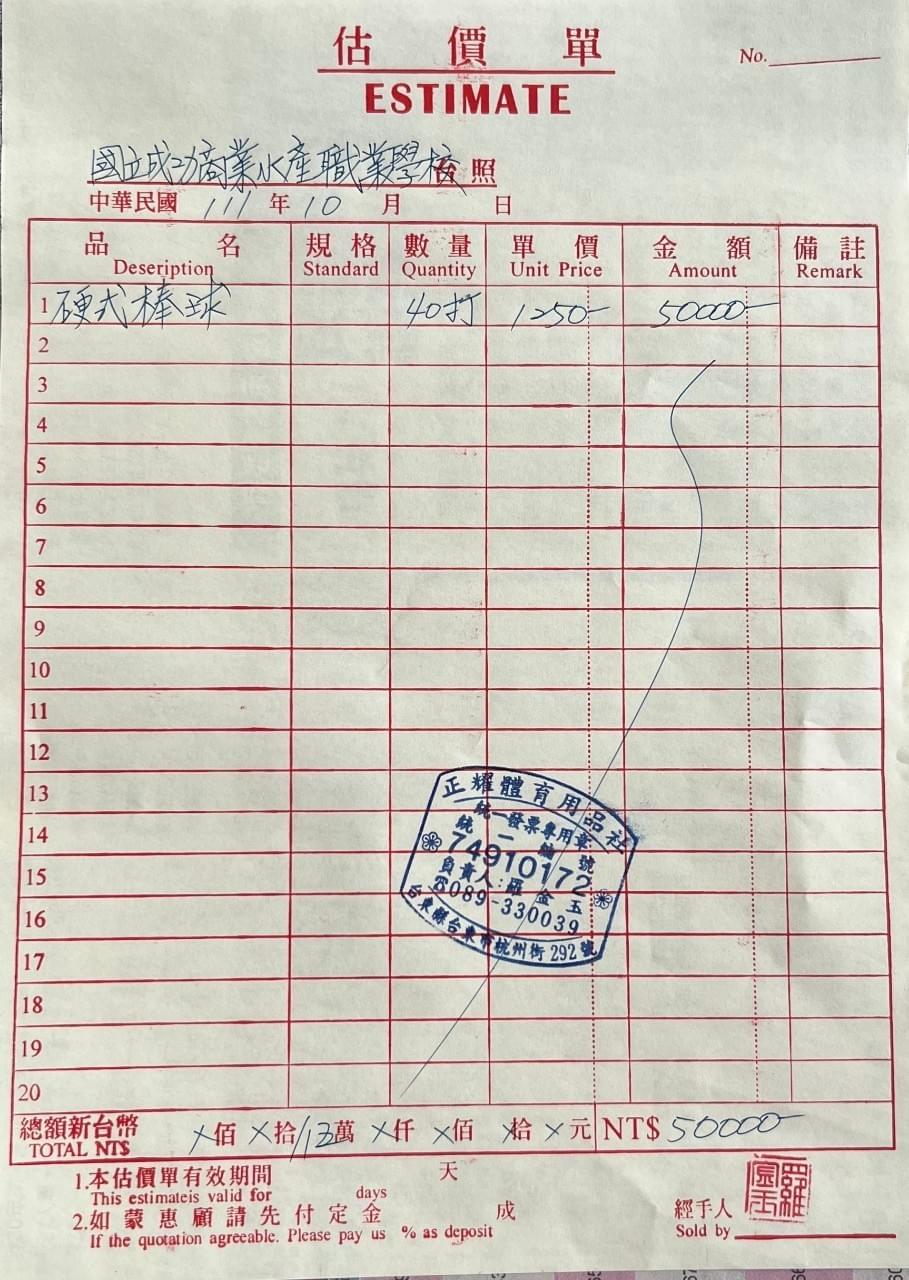 估價單
No.
ESTIMATE
國立成功商業水產職業學校 台照
中華民國 111 年 10 月 日
品名 規格 數量 單價 金額 備註
Deseription Standard Quantity Unit Price Amount Remark
1 硬式棒球 40打 1250- 50000-
2
3
4
5
6
7
8
9
10
11
12
13
14
15
16
17
18
19
20
正耀體育用品社
統一發票專用章
統一編號
74910172
負責人:羅金玉
☎089-330039
台東縣台東市杭州街292號
總額新台幣 ×佰 ×拾 萬 ×仟 ×佰 ×拾 ×元 NT$ 50000-
TOTAL NT$
1.本估價單有效期間 天
This estimateis valid for days
2.如蒙惠顧請先付定金 成
If the quotation agreeable. Please pay us % as deposit
經手人
Sold by